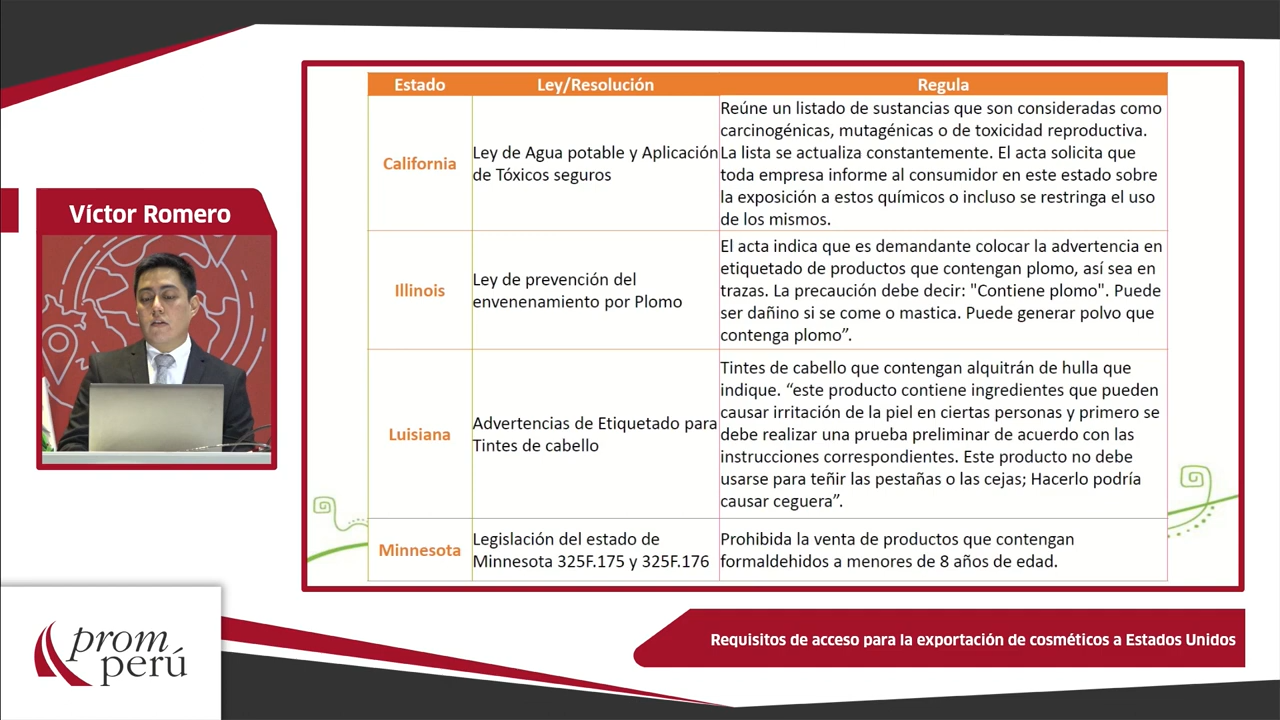 Víctor Romero
Estado
Ley/Resolución
Regula
California
Ley de Agua potable y Aplicación
de Tóxicos seguros
Reúne un listado de sustancias que son consideradas como
carcinogénicas, mutagénicas o de toxicidad reproductiva.
La lista se actualiza constantemente. El acta solicita que
toda empresa informe al consumidor en este estado sobre
la exposición a estos químicos o incluso se restringa el uso
de los mismos.
Illinois
Ley de prevención del
envenenamiento por Plomo
El acta indica que es demandante colocar la advertencia en
etiquetado de productos que contengan plomo, así sea en
trazas. La precaución debe decir: "Contiene plomo". Puede
ser dañino si se come o mastica. Puede generar polvo que
contenga plomo”.
Luisiana
Advertencias de Etiquetado para
Tintes de cabello
Tintes de cabello que contengan alquitrán de hulla que
indique. “este producto contiene ingredientes que pueden
causar irritación de la piel en ciertas personas y primero se
debe realizar una prueba preliminar de acuerdo con las
instrucciones correspondientes. Este producto no debe
usarse para teñir las pestañas o las cejas; Hacerlo podría
causar ceguera”.
Minnesota
Legislación del estado de
Minnesota 325F.175 y 325F.176
Prohibida la venta de productos que contengan
formaldehidos a menores de 8 años de edad.
prom
perú
Requisitos de acceso para la exportación de cosméticos a Estados Unidos